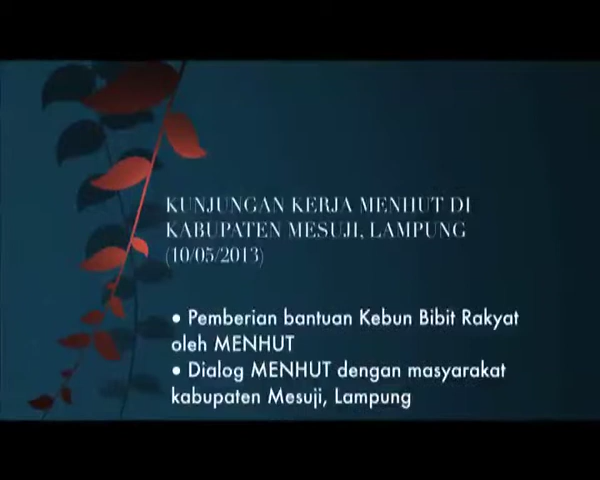 KUNJUNGAN KERJA MENHUT DI
KABUPATEN MESUJI, LAMPUNG
(10/05/2013)
● Pemberian bantuan Kebun Bibit Rakyat
oleh MENHUT
● Dialog MENHUT dengan masyarakat
kabupaten Mesuji, Lampung